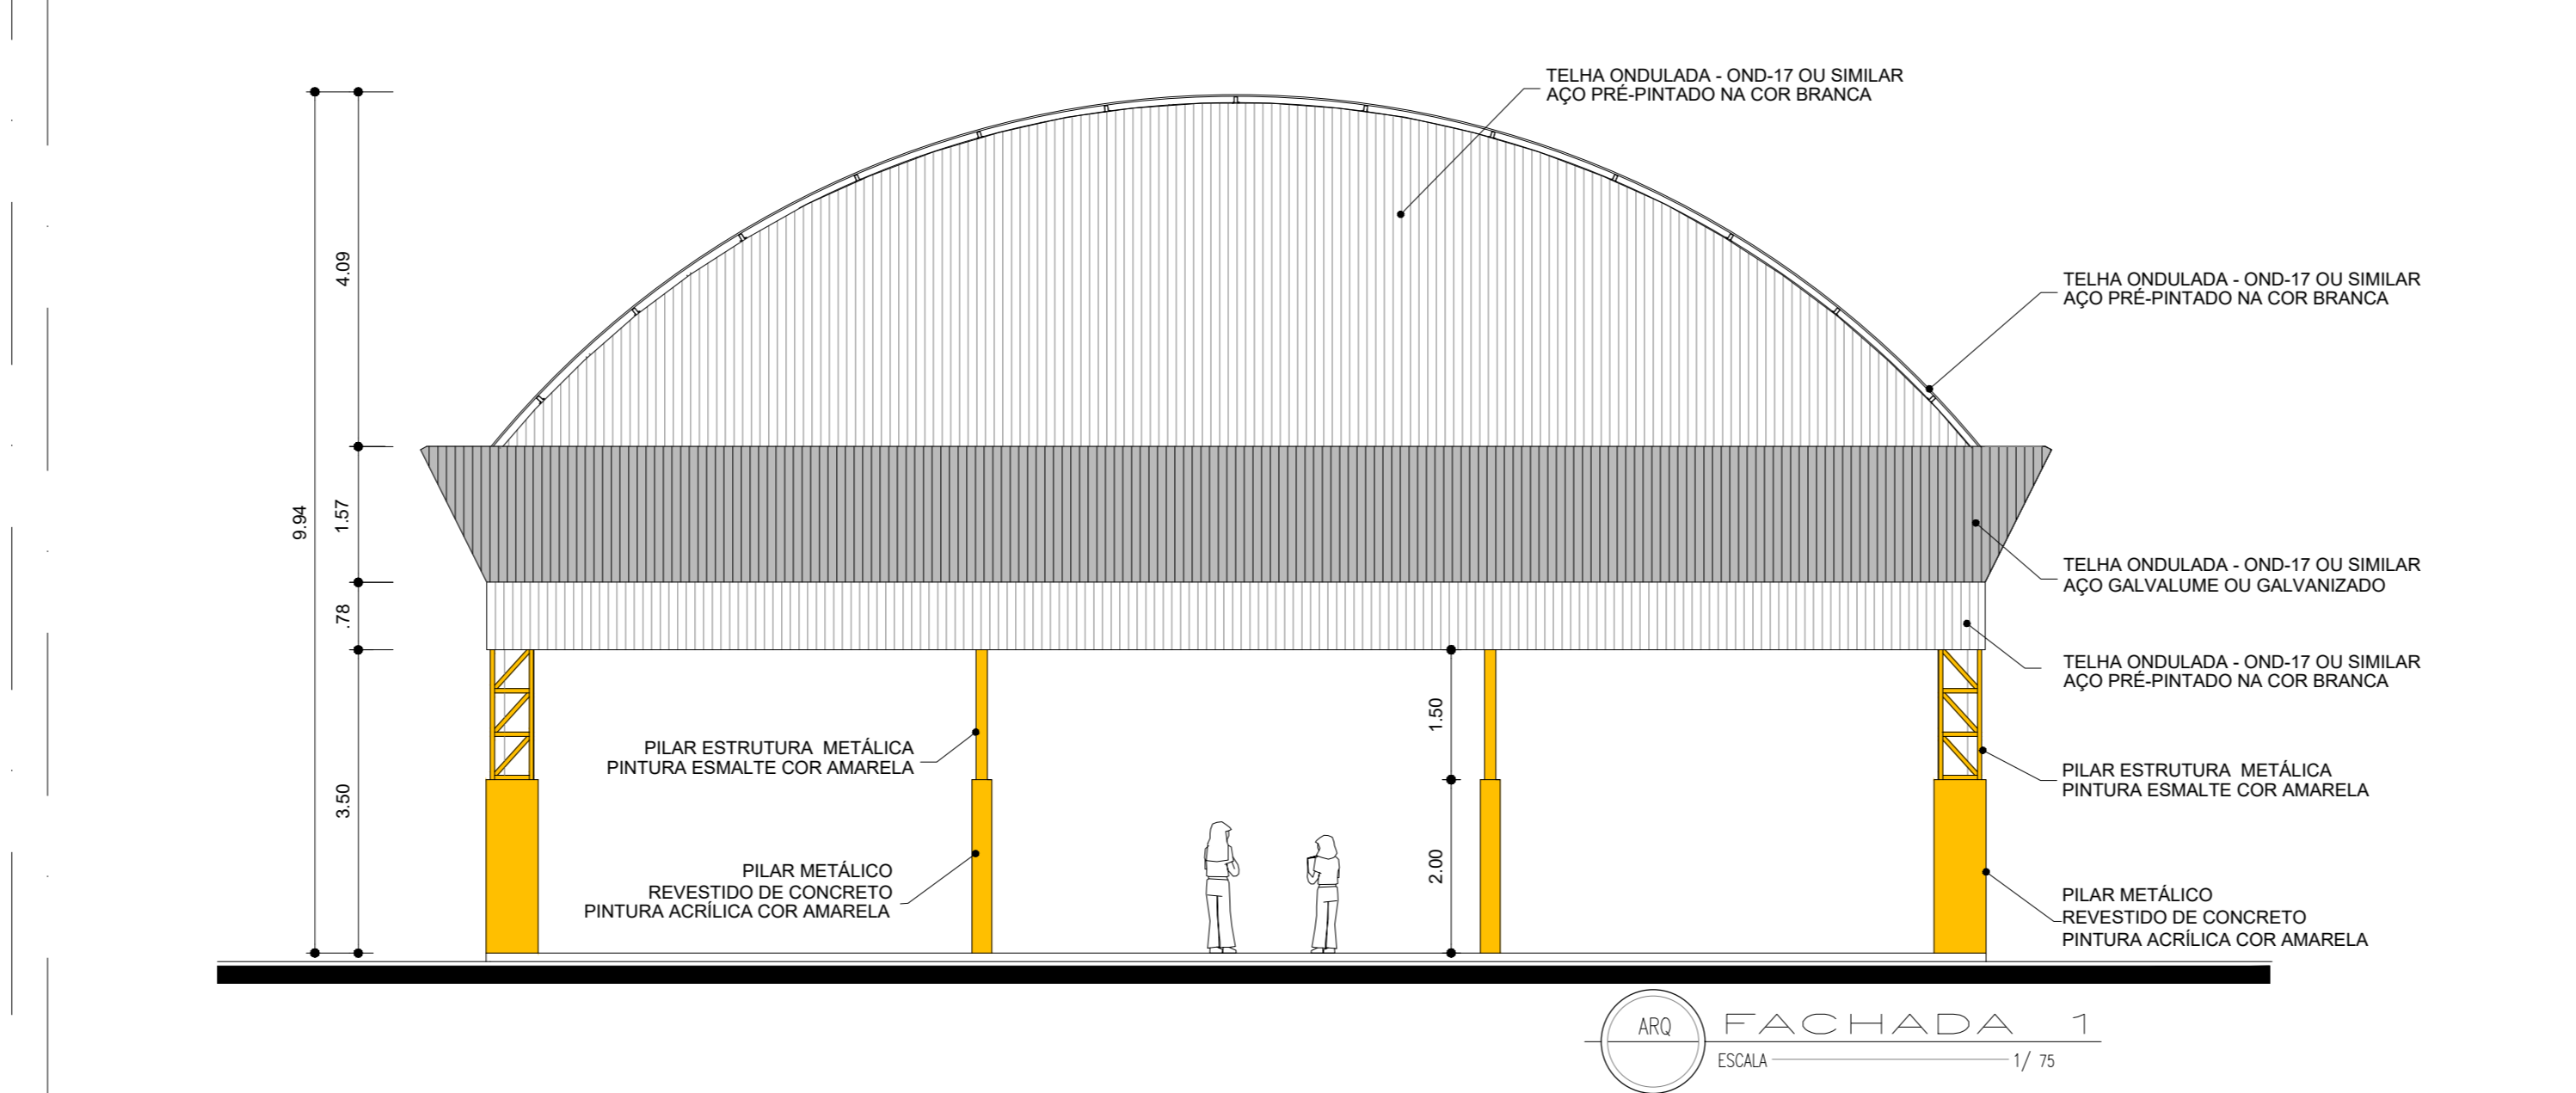 TELHA ONDULADA - OND-17 OU SIMILAR
AÇO PRÉ-PINTADO NA COR BRANCA
4.09
TELHA ONDULADA - OND-17 OU SIMILAR
AÇO PRÉ-PINTADO NA COR BRANCA
9.94
1.57
TELHA ONDULADA - OND-17 OU SIMILAR
AÇO GALVALUME OU GALVANIZADO
.78
TELHA ONDULADA - OND-17 OU SIMILAR
AÇO PRÉ-PINTADO NA COR BRANCA
1.50
PILAR ESTRUTURA  METÁLICA
PINTURA ESMALTE COR AMARELA
PILAR ESTRUTURA  METÁLICA
PINTURA ESMALTE COR AMARELA
3.50
2.00
PILAR METÁLICO
REVESTIDO DE CONCRETO
PINTURA ACRÍLICA COR AMARELA
PILAR METÁLICO
REVESTIDO DE CONCRETO
PINTURA ACRÍLICA COR AMARELA
ARQ
FACHADA 1
ESCALA 1/ 75